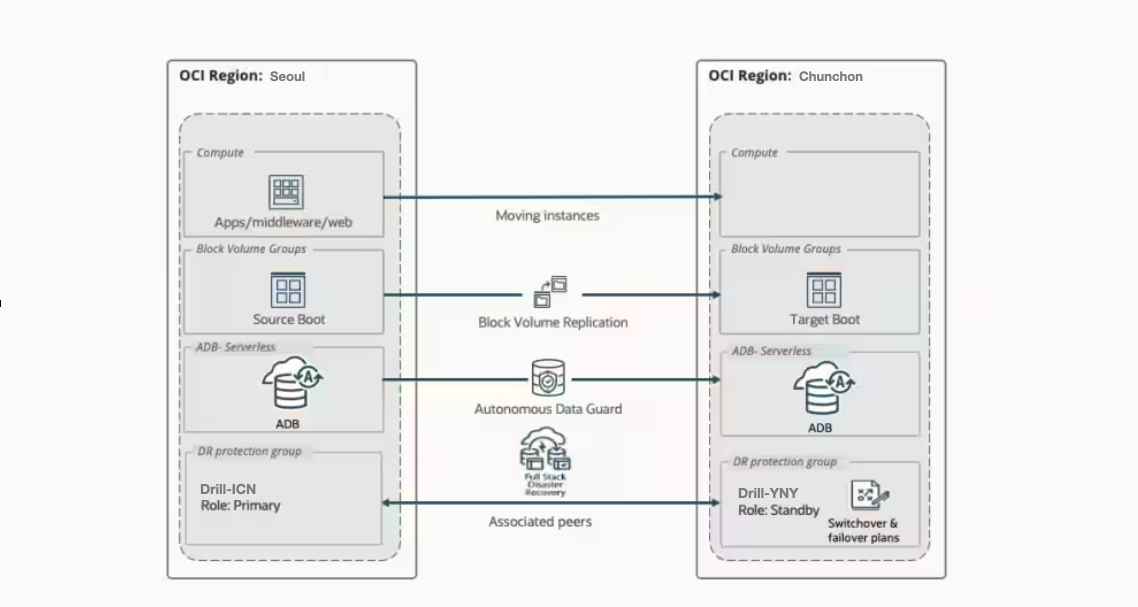 OCI Region: Seoul
Compute
Apps/middleware/web
Block Volume Groups
Source Boot
ADB- Serverless
A
ADB
DR protection group
Drill-ICN
Role: Primary
Moving instances
Block Volume Replication
Autonomous Data Guard
Full Stack
Disaster
Recovery
Associated peers
OCI Region: Chunchon
Compute
Block Volume Groups
Target Boot
ADB- Serverless
A
ADB
DR protection group
Drill-YNY
Role: Standby
Switchover &
failover plans